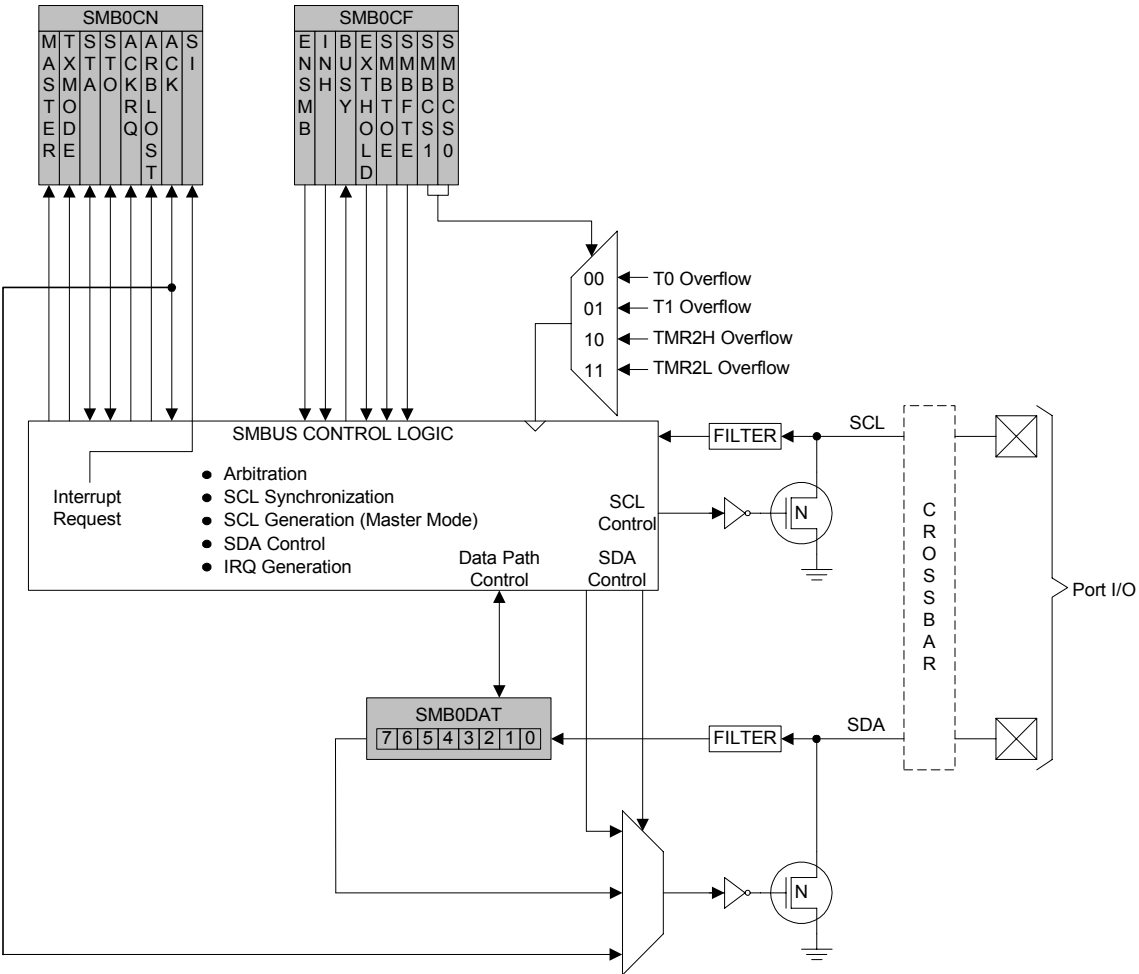 SMB0CN
MASTER
TXMODE
STA
STO
ACKRQ
ARBLOST
ACK
SI
SMB0CF
ENSMB
INH
BUSY
EXTHOLD
SMBTOE
SMBFTE
SMBCS1
SMBCS0
00
T0 Overflow
01
T1 Overflow
10
TMR2H Overflow
11
TMR2L Overflow
SMBUS CONTROL LOGIC
Interrupt
Request
● Arbitration
● SCL Synchronization
● SCL Generation (Master Mode)
● SDA Control
● IRQ Generation
SCL
Control
Data Path
Control
SDA
Control
FILTER
SCL
N
CROSSBAR
Port I/O
SMB0DAT
7 6 5 4 3 2 1 0
FILTER
SDA
N